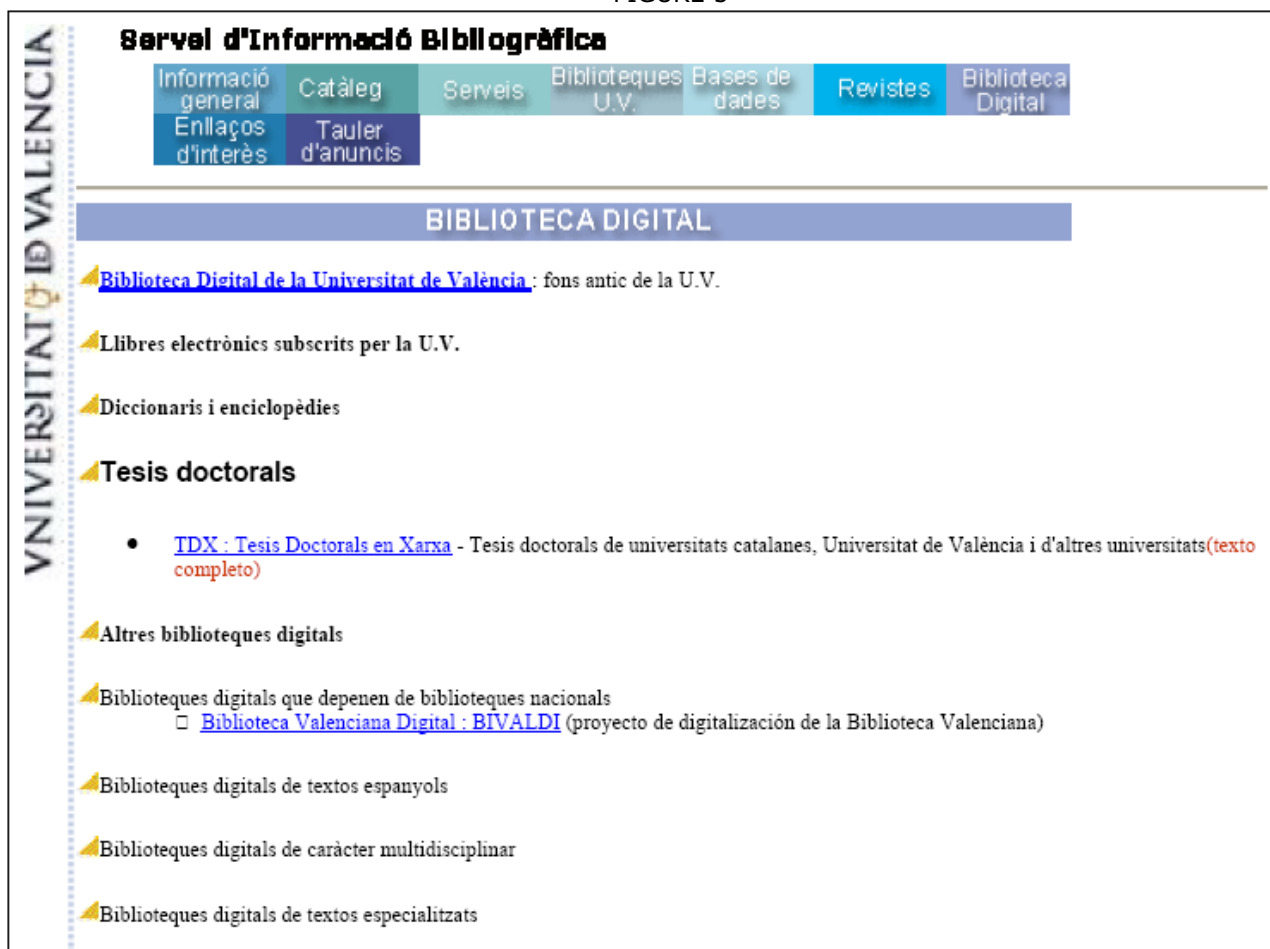 FIGURE 3
Servei d'Informació Bibliogràfica
Informació general
Catàleg
Serveis
Biblioteques U.V.
Bases de dades
Revistes
Biblioteca Digital
Enllaços d'interès
Tauler d'anuncis
VNIVERSITAT ID VALENCIA
BIBLIOTECA DIGITAL
Biblioteca Digital de la Universitat de València : fons antic de la U.V.
Llibres electrònics subscrits per la U.V.
Diccionaris i enciclopèdies
Tesis doctorals
TDX : Tesis Doctorals en Xarxa - Tesis doctorals de universitats catalanes, Universitat de València i d'altres universitats(texto
completo)
Altres biblioteques digitals
Biblioteques digitals que depenen de biblioteques nacionals
Biblioteca Valenciana Digital : BIVALDI (proyecto de digitalización de la Biblioteca Valenciana)
Biblioteques digitals de textos espanyols
Biblioteques digitals de caràcter multidisciplinar
Biblioteques digitals de textos especialitzats